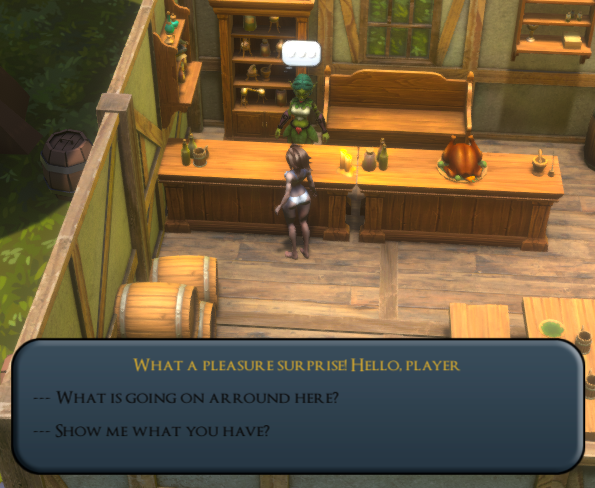 What a pleasure surprise! Hello, player
--- What is going on arround here?
--- Show me what you have?